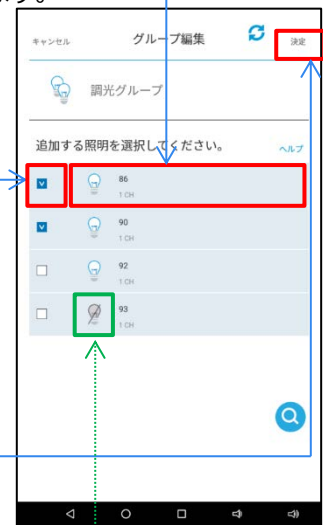 す。
キャンセル グループ編集 決定
調光グループ
追加する照明を選択してください。 ヘルプ
86
1 CH
90
1 CH
92
1 CH
93
1 CH